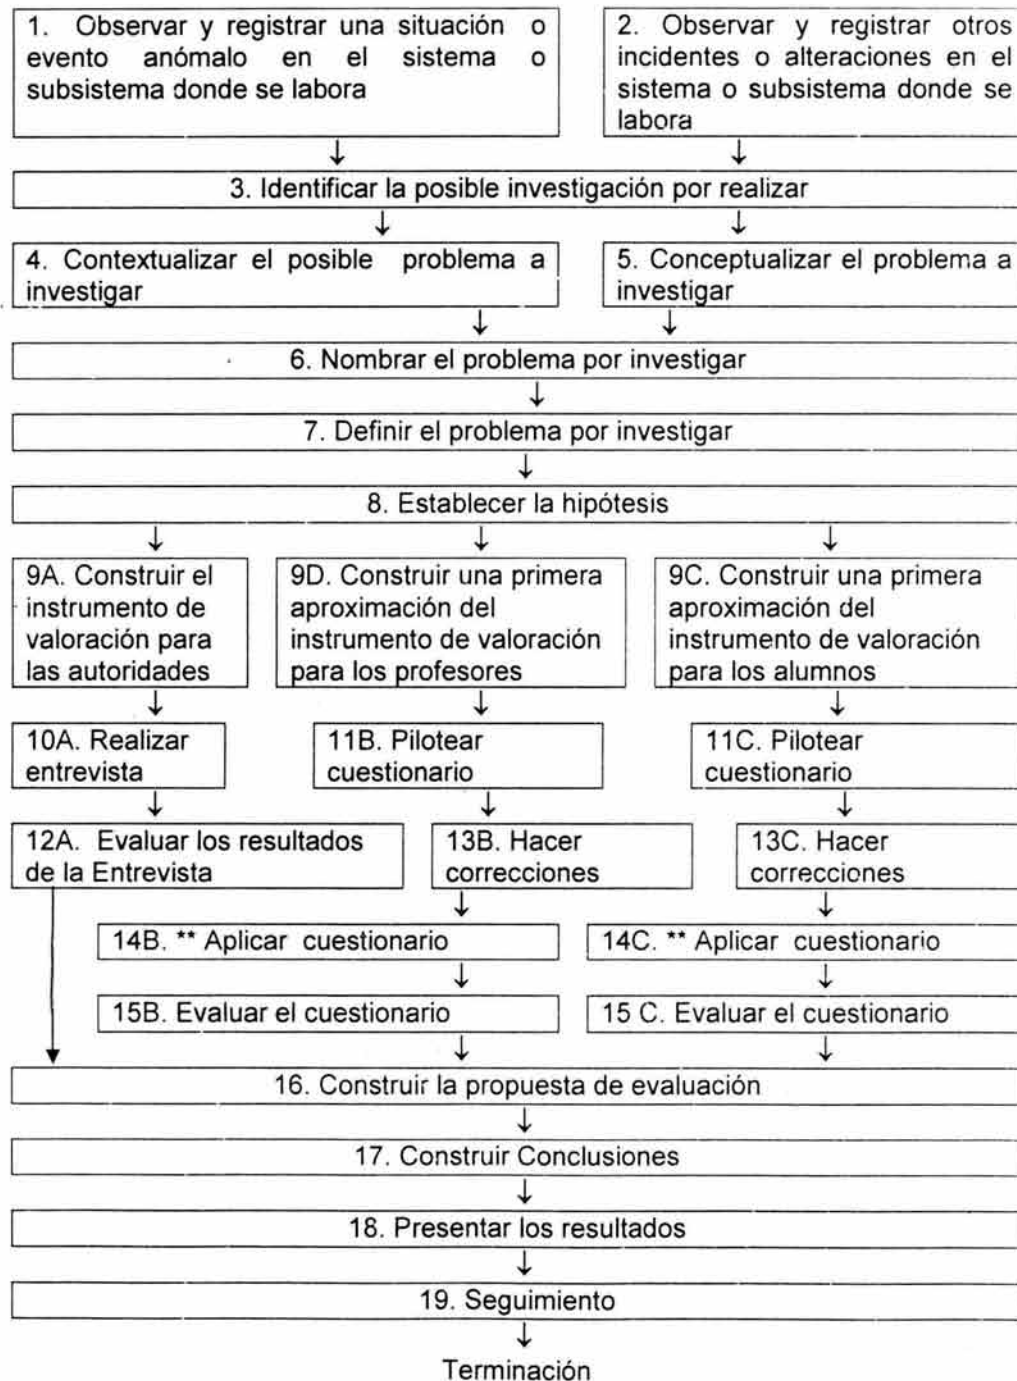 1. Observar y registrar una situación o
evento anómalo en el sistema o
subsistema donde se labora
2. Observar y registrar otros
incidentes o alteraciones en el
sistema o subsistema donde se
labora
3. Identificar la posible investigación por realizar
4. Contextualizar el posible problema a
investigar
5. Conceptualizar el problema a
investigar
6. Nombrar el problema por investigar
7. Definir el problema por investigar
8. Establecer la hipótesis
9A. Construir el
instrumento de
valoración para
las autoridades
9D. Construir una primera
aproximación del
instrumento de valoración
para los profesores
9C. Construir una primera
aproximación del
instrumento de valoración
para los alumnos
10A. Realizar
entrevista
11B. Pilotear
cuestionario
11C. Pilotear
cuestionario
12A. Evaluar los resultados
de la Entrevista
13B. Hacer
correcciones
13C. Hacer
correcciones
14B. ** Aplicar cuestionario
14C. ** Aplicar cuestionario
15B. Evaluar el cuestionario
15 C. Evaluar el cuestionario
16. Construir la propuesta de evaluación
17. Construir Conclusiones
18. Presentar los resultados
19. Seguimiento
Terminación